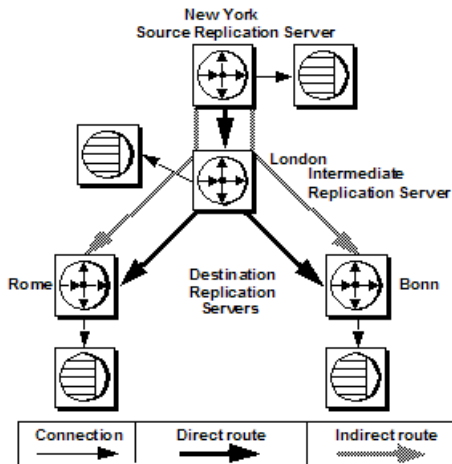 New York
Source Replication Server
London
Intermediate
Replication Server
Rome
Destination
Replication
Servers
Bonn
Connection
Direct route
Indirect route